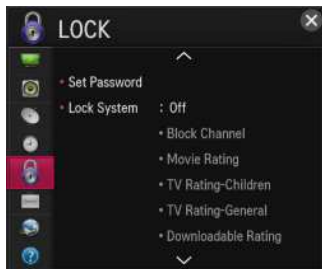 LOCK
• Set Password
• Lock System : Off
• Block Channel
• Movie Rating
• TV Rating-Children
• TV Rating-General
• Downloadable Rating